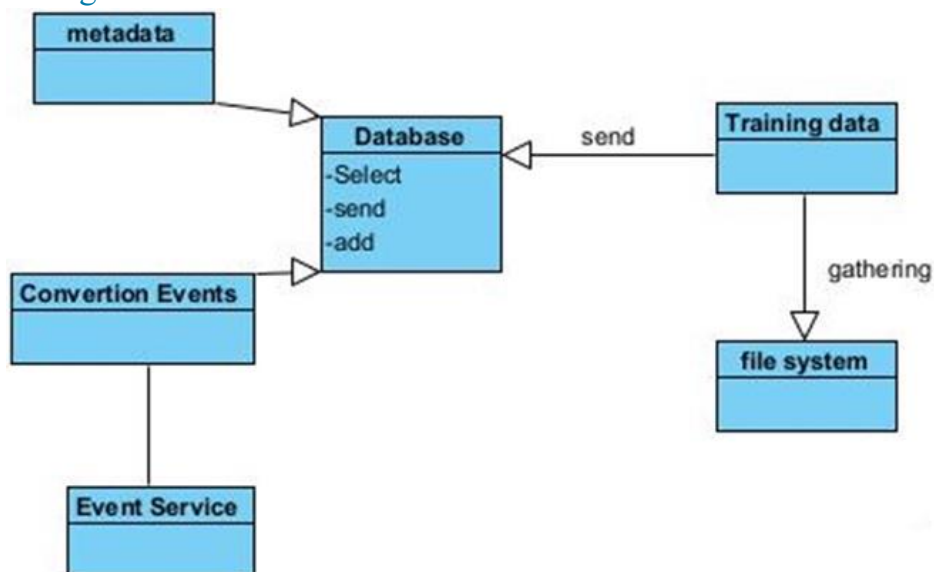 metadata
Database
-Select
-send
-add
send
Training data
gathering
Convertion Events
file system
Event Service